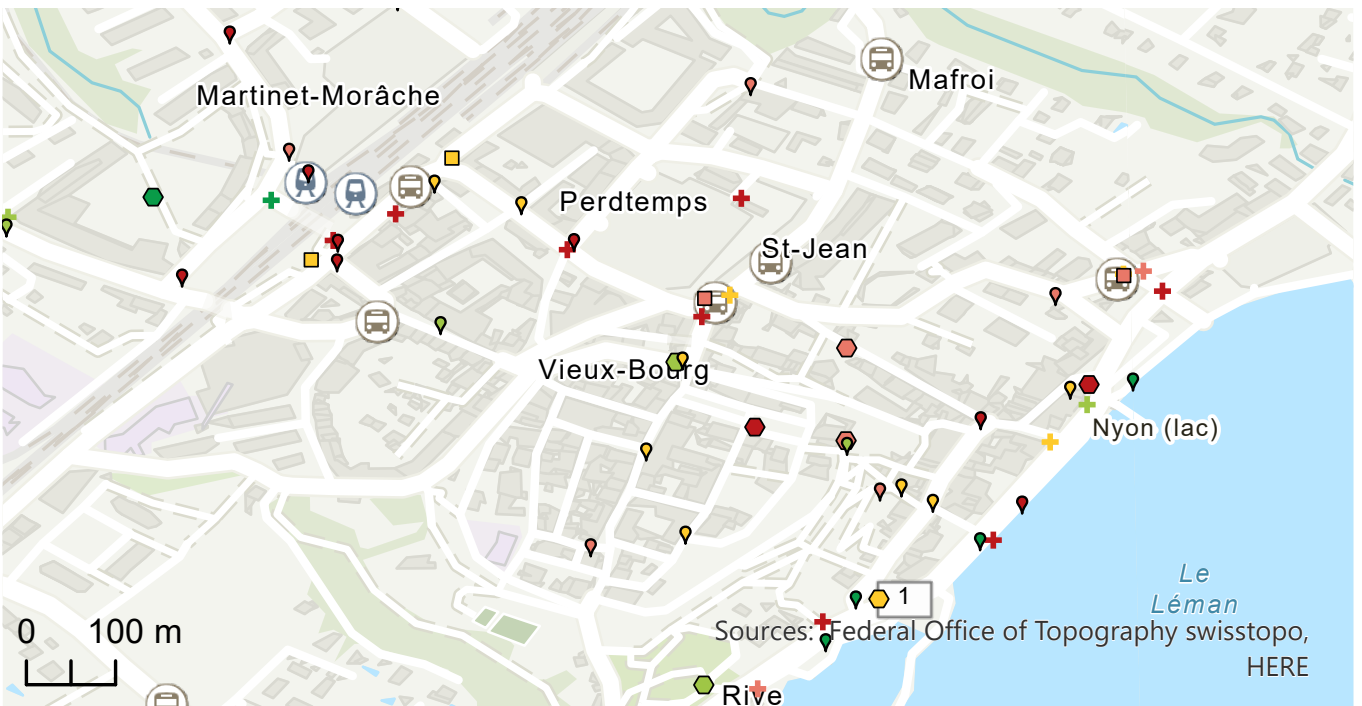 Mafroi
Martinet-Morâche
Perdtemps
St-Jean
Vieux-Bourg
Nyon (lac)
Le
Léman
1
0 100 m
Sources: Federal Office of Topography swisstopo,
HERE
Rive